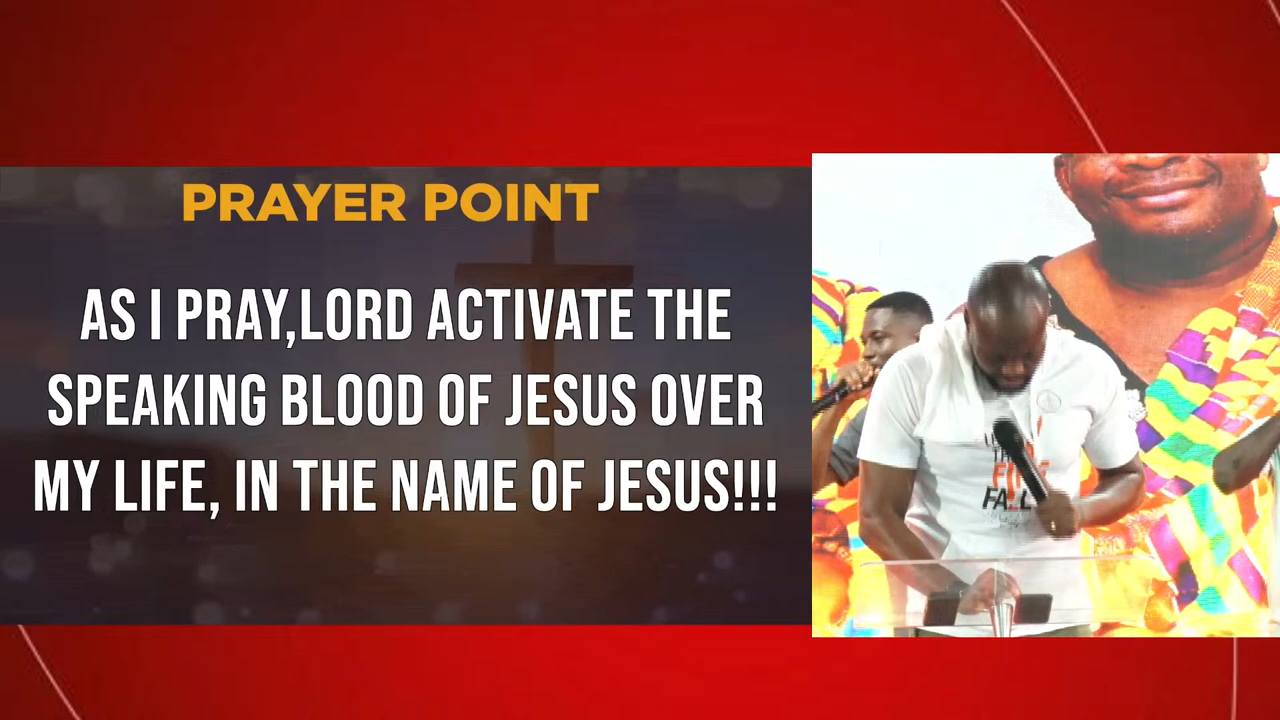 PRAYER POINT
AS I PRAY,LORD ACTIVATE THE
SPEAKING BLOOD OF JESUS OVER
MY LIFE, IN THE NAME OF JESUS!!!